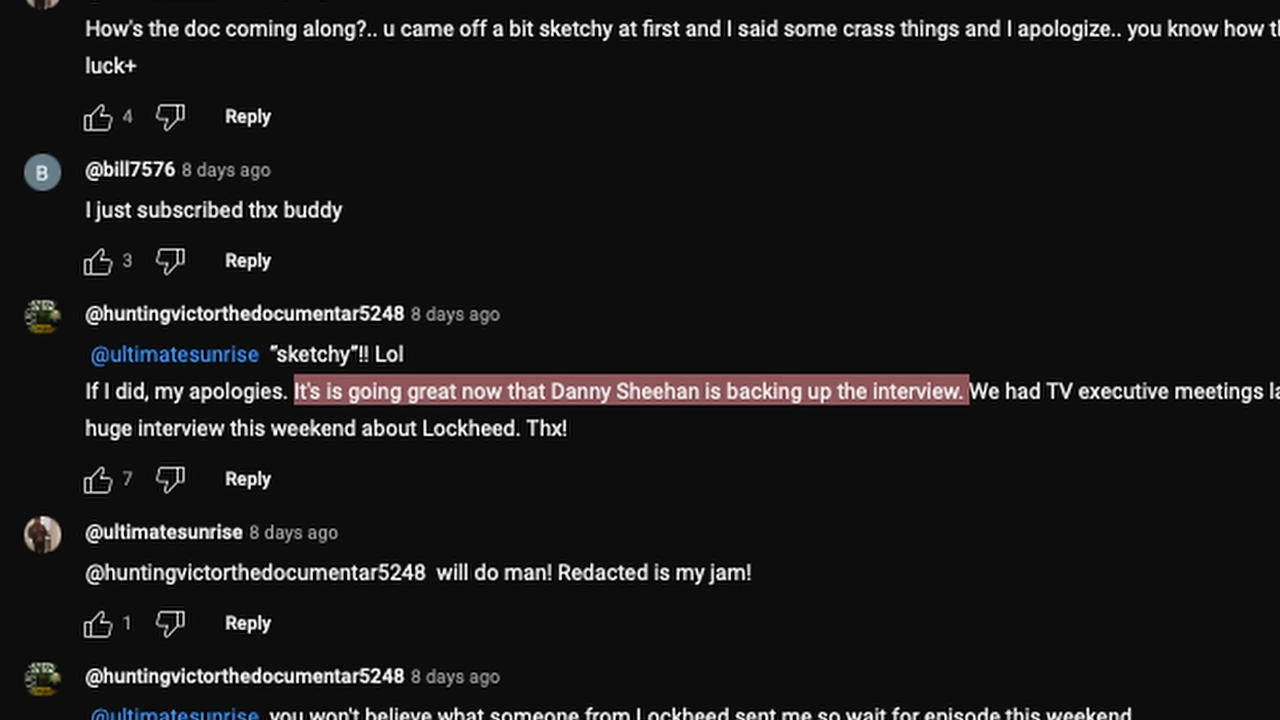 How's the doc coming along?.. u came off a bit sketchy at first and I said some crass things and I apologize.. you know how
luck+
4 Reply
B @bill7576 8 days ago
I just subscribed thx buddy
3 Reply
@huntingvictorthedocumentar5248 8 days ago
@ultimatesunrise "sketchy"!! Lol
If I did, my apologies. It's is going great now that Danny Sheehan is backing up the interview. We had TV executive meetings
huge interview this weekend about Lockheed. Thx!
7 Reply
@ultimatesunrise 8 days ago
@huntingvictorthedocumentar5248 will do man! Redacted is my jam!
1 Reply
@huntingvictorthedocumentar5248 8 days ago
@ultimatesunrise you won't believe what someone from Lockheed sent me so wait for episode this weekend